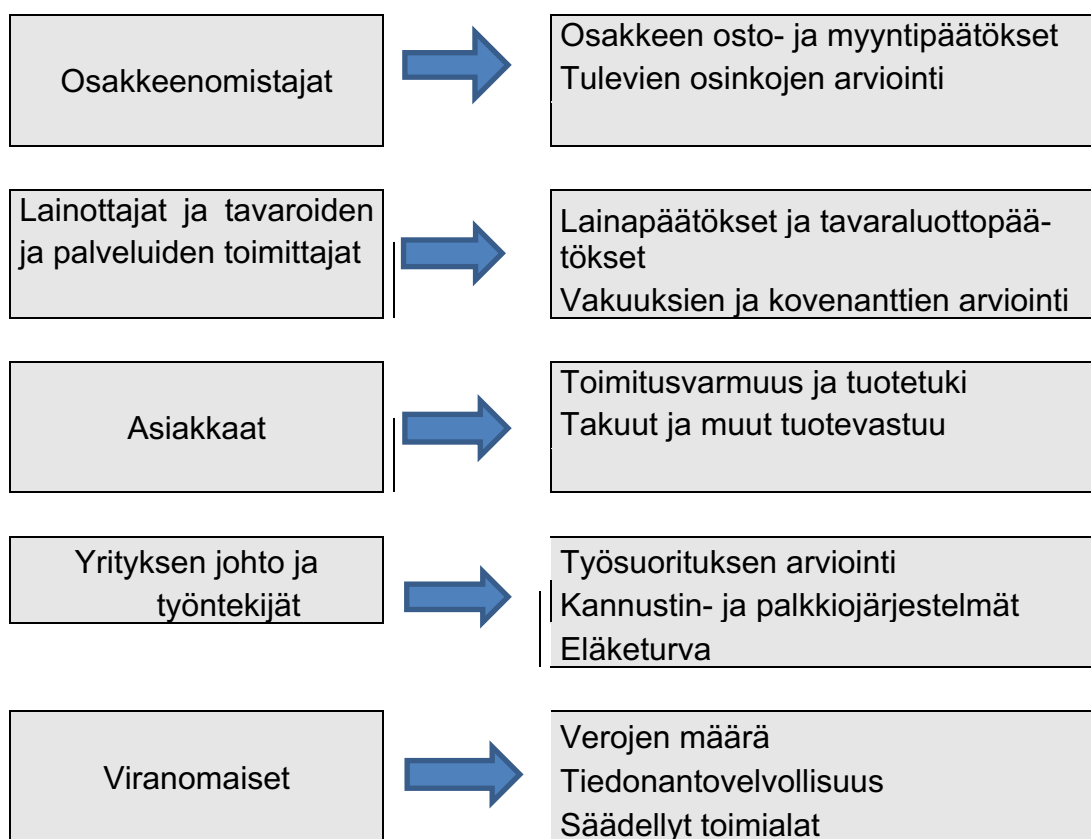 Osakkeenomistajat
Osakkeen osto- ja myyntipäätökset
Tulevien osinkojen arviointi
Lainottajat ja tavaroiden
ja palveluiden toimittajat
Lainapäätökset ja tavaraluottopää-
tökset
Vakuuksien ja kovenanttien arviointi
Asiakkaat
Toimitusvarmuus ja tuotetuki
Takuut ja muut tuotevastuu
Yrityksen johto ja
työntekijät
Työsuorituksen arviointi
Kannustin- ja palkkiojärjestelmät
Eläketurva
Viranomaiset
Verojen määrä
Tiedonantovelvollisuus
Säädellyt toimialat